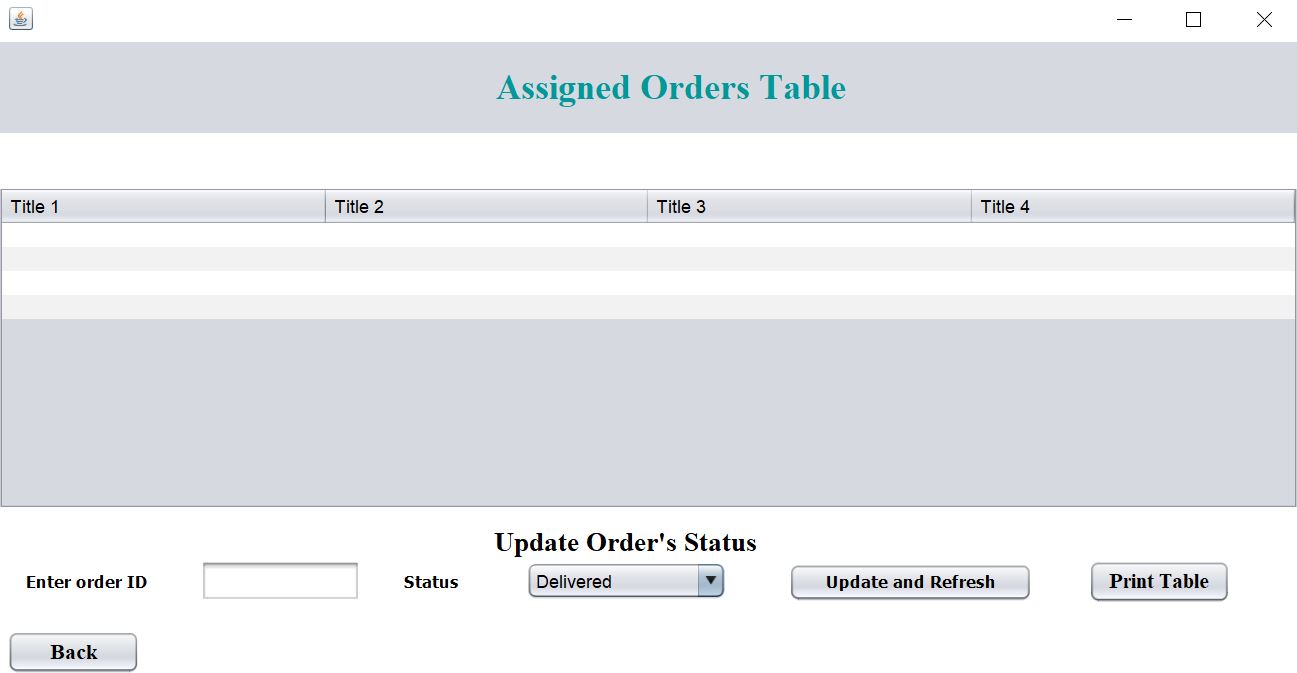 Assigned Orders Table
Title 1 Title 2 Title 3 Title 4
Update Order's Status
Enter order ID Status Delivered Update and Refresh Print Table
Back